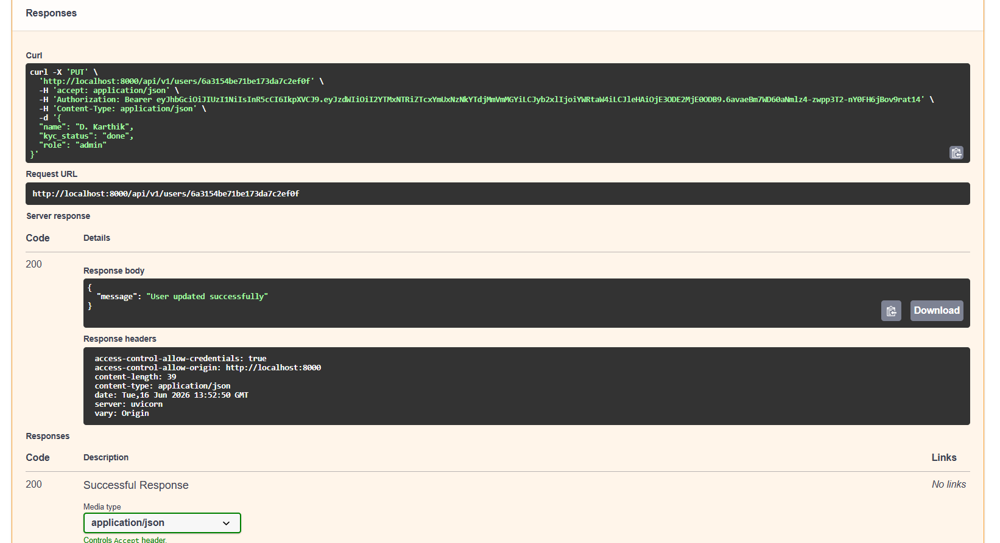 Responses
Curl
curl -X 'PUT' \
'http://localhost:8000/api/v1/users/6a3154be71be173da7c2ef0f' \
-H 'accept: application/json' \
-H 'Authorization: Bearer eyJhbGciOiJIUzI1NiIsInR5cCI6IkpXVCJ9.eyJzdWIiOiI2YTMxNTRiZTcxYmUxNzNkYTdjMmVmMGYiLCJyb2xlIjoiYWRtaW4iLCJleHAiOjE3ODE2MjE0ODB9.6avaeBm7WD60aNmlz4-zwpp3T2-nY0FH6jBov9rat14' \
-H 'Content-Type: application/json' \
-d '{
"name": "D. Karthik",
"kyc_status": "done",
"role": "admin"
}'
Request URL
http://localhost:8000/api/v1/users/6a3154be71be173da7c2ef0f
Server response
Code Details
200
Response body
{
"message": "User updated successfully"
}
Download
Response headers
access-control-allow-credentials: true
access-control-allow-origin: http://localhost:8000
content-length: 39
content-type: application/json
date: Tue,16 Jun 2026 13:52:50 GMT
server: uvicorn
vary: Origin
Responses
Code Description Links
200 Successful Response No links
Media type
application/json
Controls Accept header.